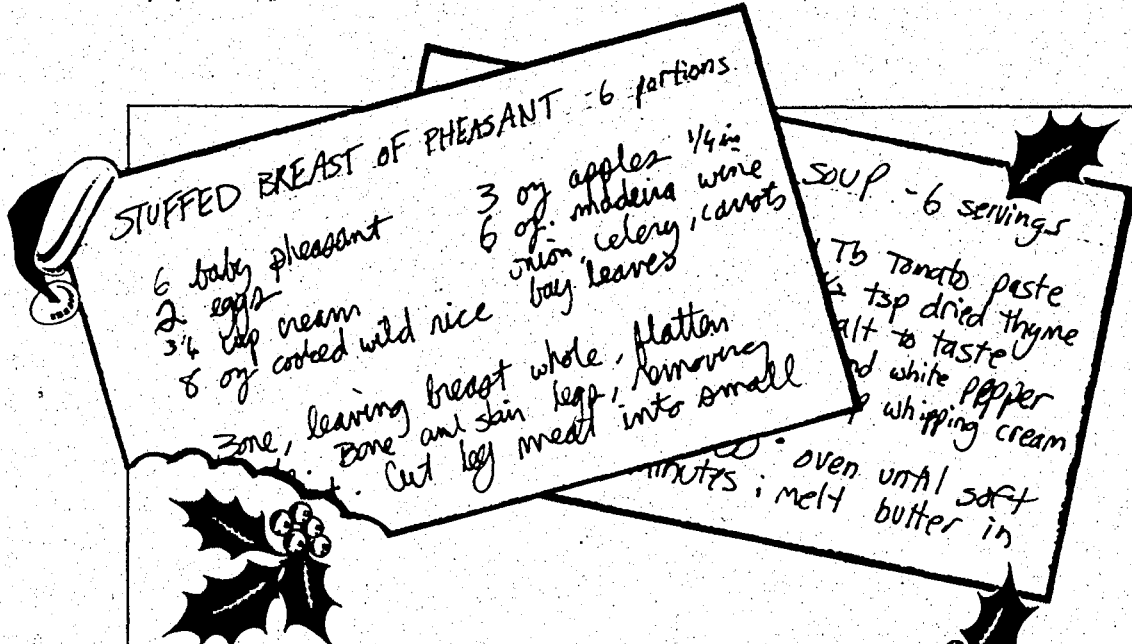 STUFFED BREAST OF PHEASANT - 6 portions
6 baby pheasant
2 eggs
3/4 cup cream
8 oz cooked wild rice
3 oz apples 1/4 in
6 oz. madeira wine
onion, celery, carrots
bay leaves
Bone, leaving breast whole, flatten
Bone and skin legs, removing
Cut leg meat into small
SOUP - 6 servings
Tb Tomato paste
1/2 tsp dried thyme
alt to taste
nd white pepper
whipping cream
oven until soft
minutes; melt butter in